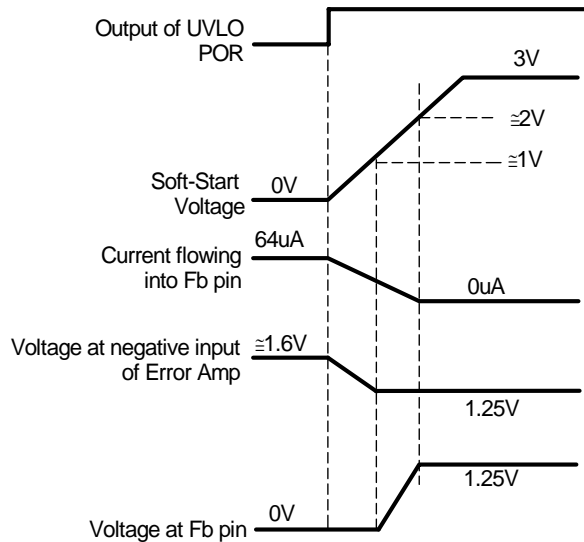 Output of UVLO
POR
3V
≅2V
≅1V
Soft-Start
Voltage
0V
64uA
Current flowing
into Fb pin
0uA
Voltage at negative input
of Error Amp
≅1.6V
1.25V
1.25V
Voltage at Fb pin
0V